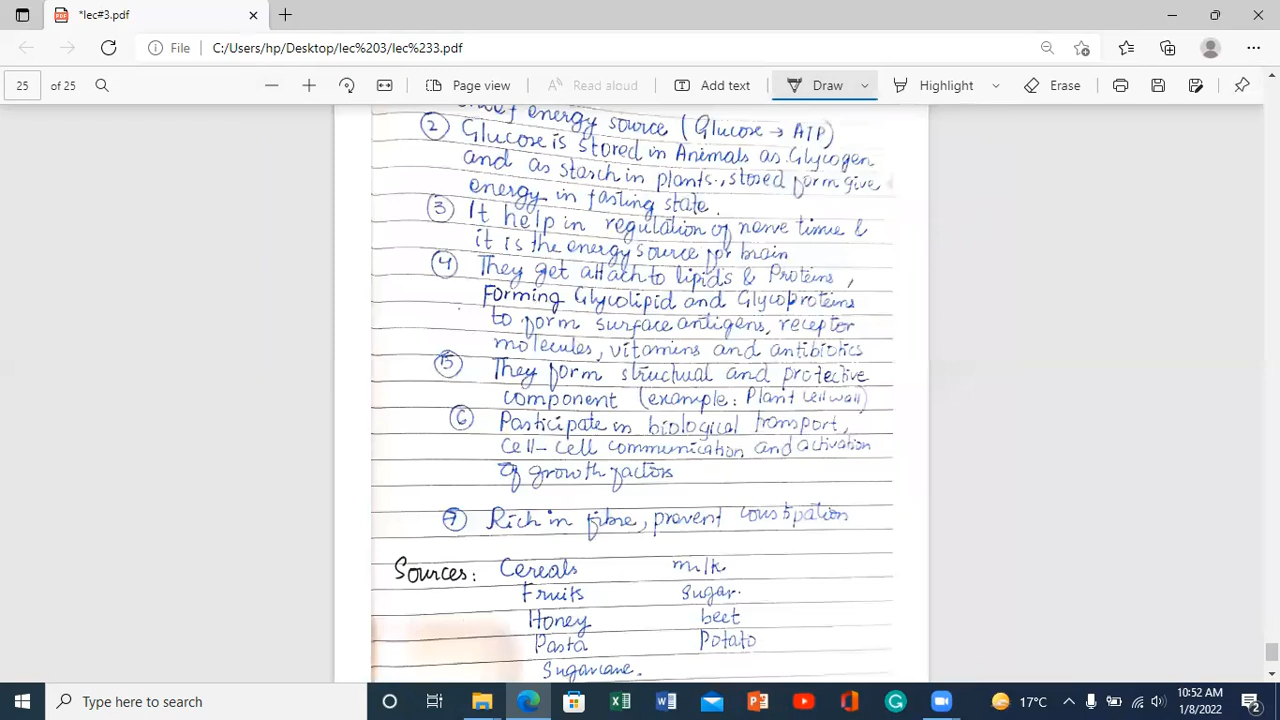 *lec#3.pdf
File C:/Users/hp/Desktop/lec%203/lec%233.pdf
25 of 25 Page view Read aloud Add text Draw Highlight Erase
energy source (Glucose → ATP)
② Glucose is stored in Animals as Glycogen
and as starch in plants., stored form give
energy in fasting state.
③ It help in regulation of nerve time &
it is the energy source for brain
④ They get attach to lipids & Proteins,
Forming Glycolipid and Glycoproteins
to form surface antigens, receptor
molecules, vitamins and antibiotics
⑤ They form structual and protective
component (example: Plant cell wall)
⑥ Participate in biological transport,
cell-cell communication and activation
of growth factors
⑦ Rich in fibre, prevent constipation
Sources: Cereals milk
Fruits sugar.
Honey beet
Pasta Potato
Sugarcane.
Type here to search 17°C 10:52 AM
1/8/2022 2